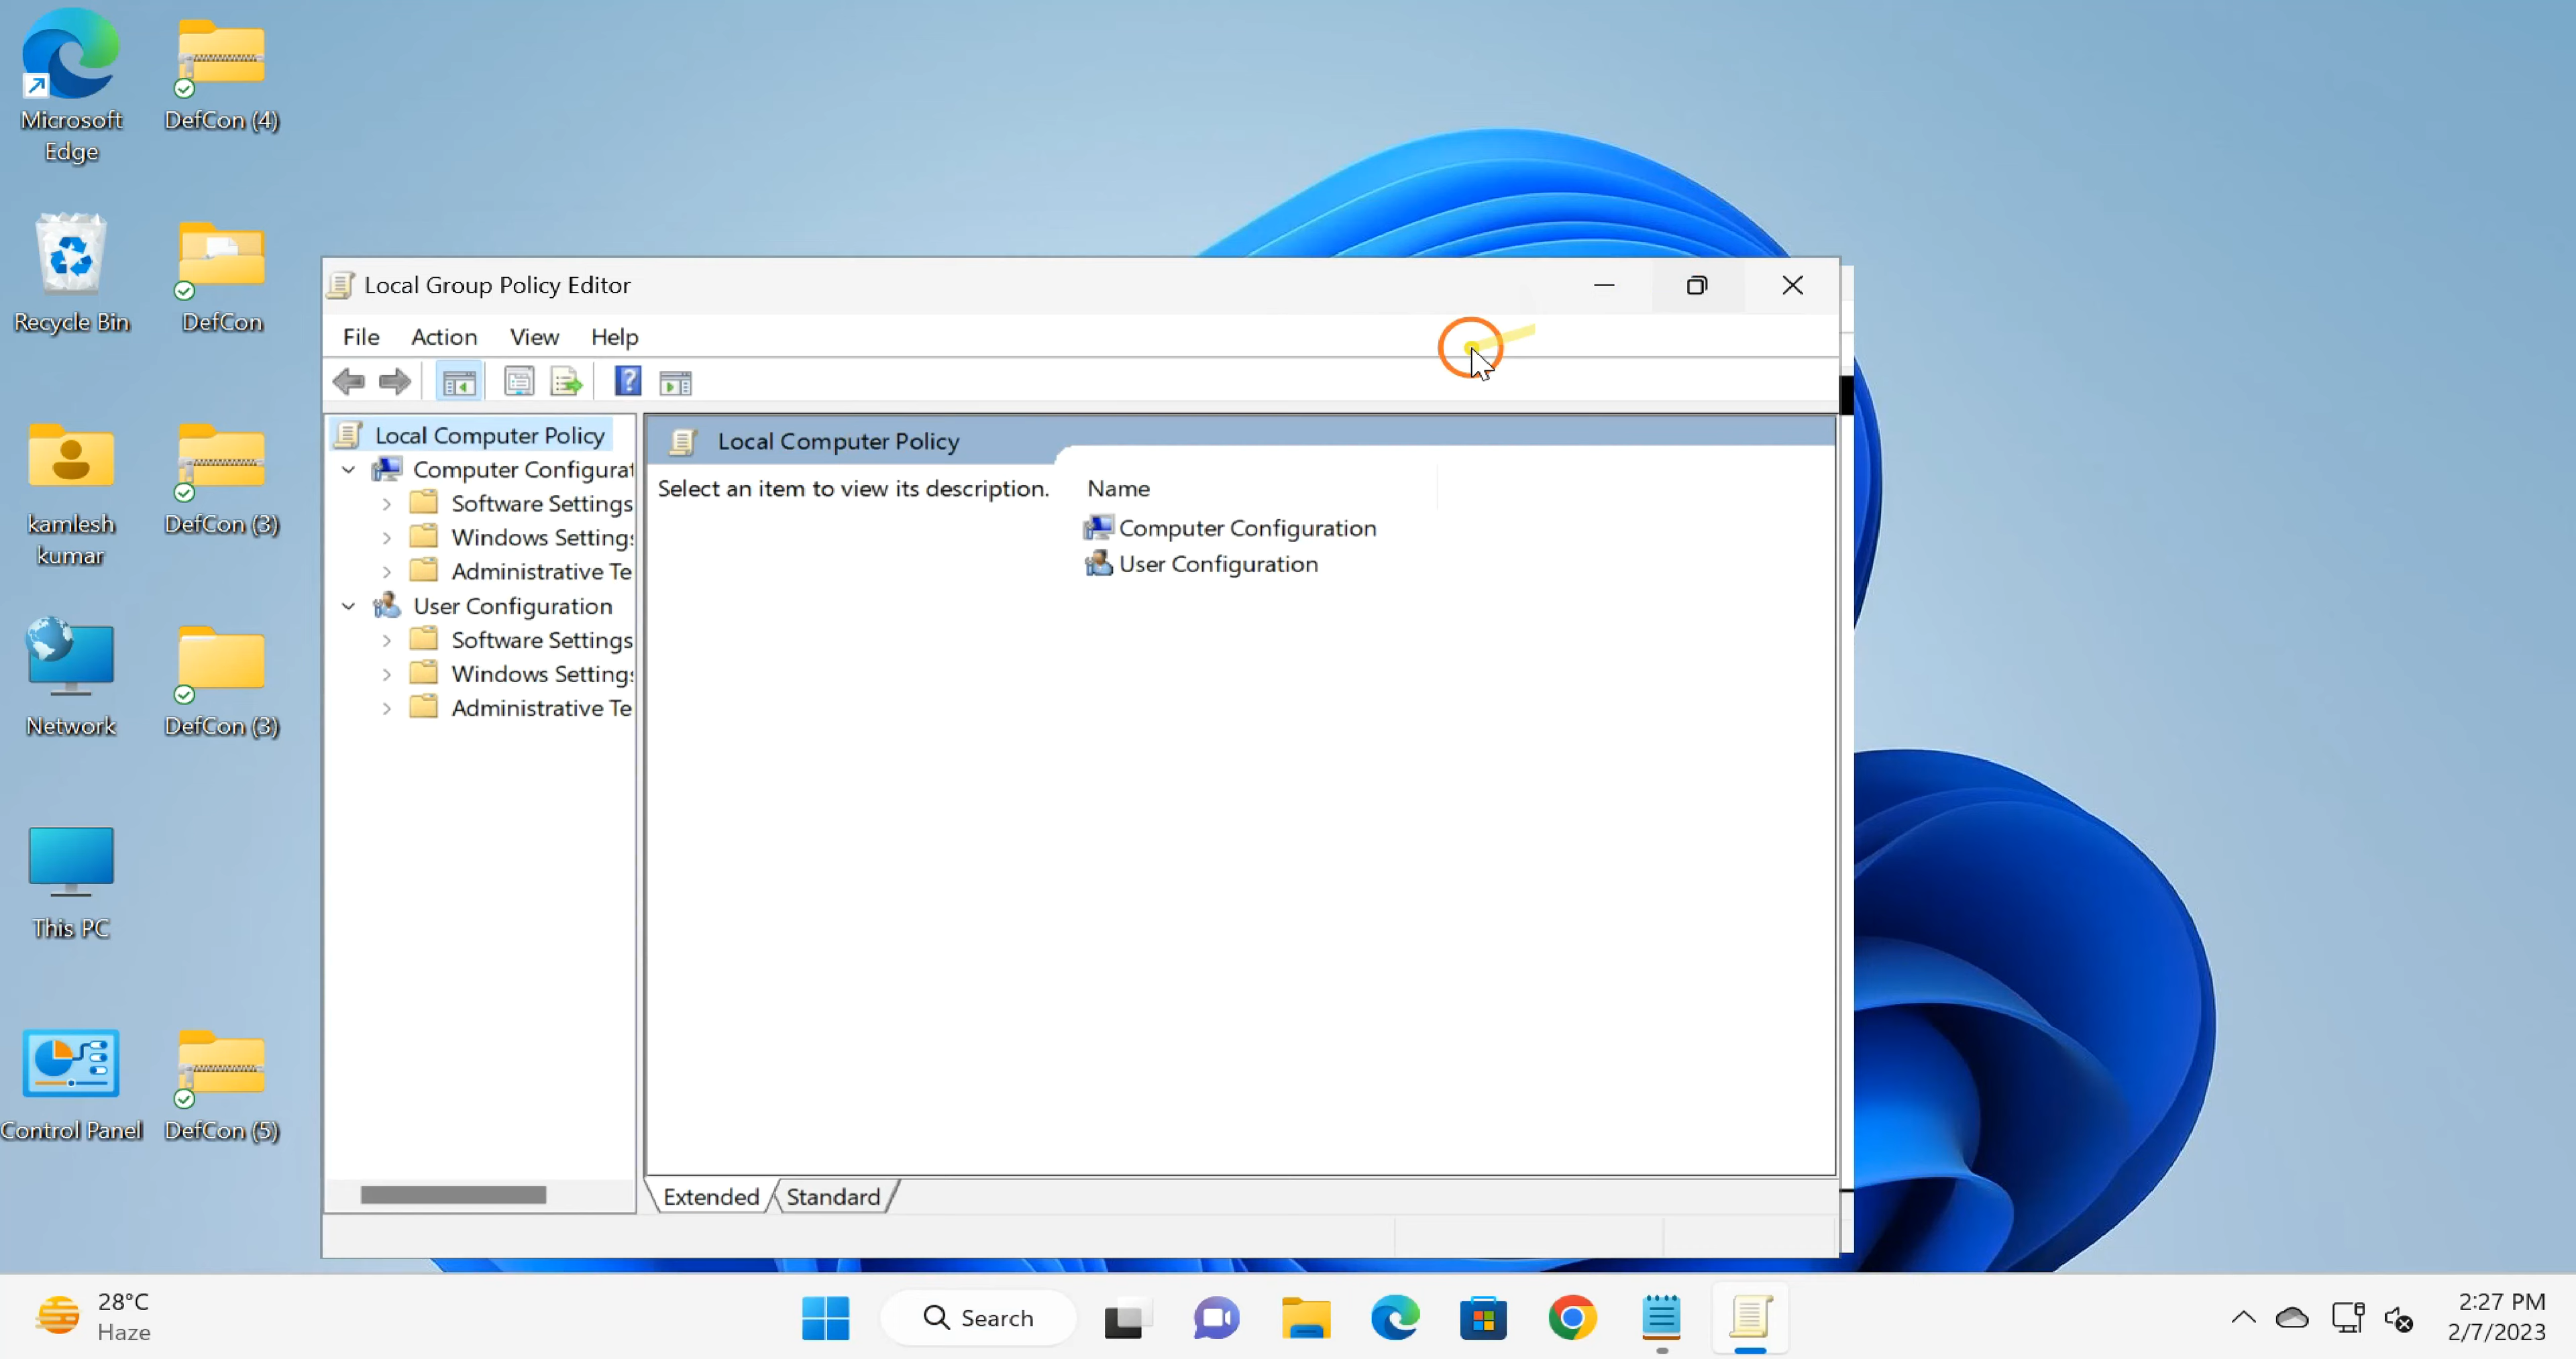 Microsoft
Edge
DefCon (4)
Recycle Bin
DefCon
kamlesh
kumar
DefCon (3)
Network
DefCon (3)
This PC
Control Panel
DefCon (5)
Local Group Policy Editor
File Action View Help
Local Computer Policy
Computer Configurat
Software Settings
Windows Settings
Administrative Te
User Configuration
Software Settings
Windows Settings
Administrative Te
Local Computer Policy
Select an item to view its description.
Name
Computer Configuration
User Configuration
Extended Standard
28°C
Haze
Search
2:27 PM
2/7/2023